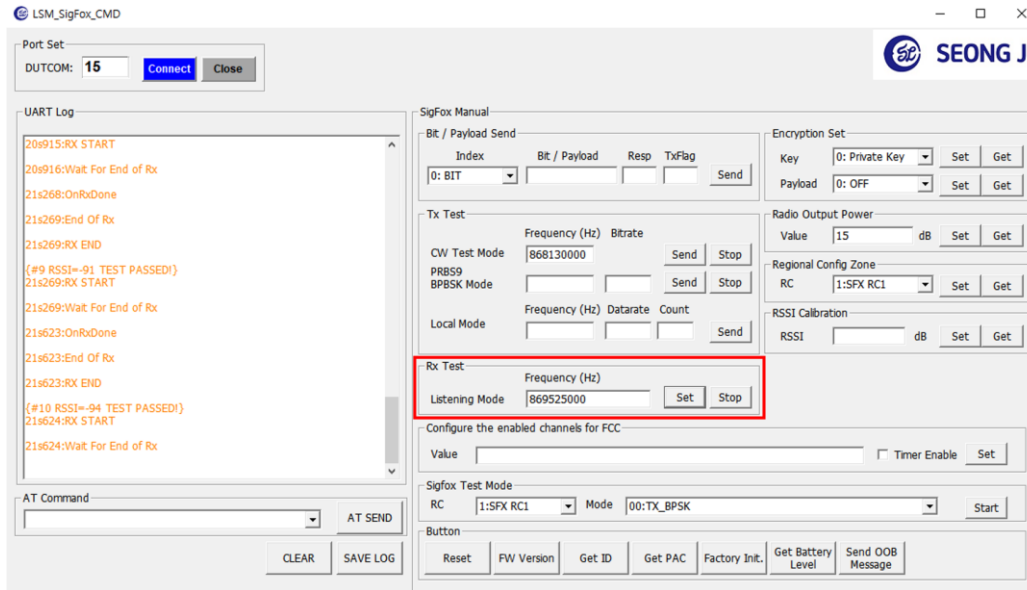 LSM_SigFox_CMD
SEONG J
Port Set
DUTCOM: 15 Connect Close
UART Log
20s915:RX START
20s916:Wait For End of Rx
21s268:OnRxDone
21s269:End Of Rx
21s269:RX END
{#9 RSSI=-91 TEST PASSED!}
21s269:RX START
21s269:Wait For End of Rx
21s623:OnRxDone
21s623:End Of Rx
21s623:RX END
{#10 RSSI=-94 TEST PASSED!}
21s624:RX START
21s624:Wait For End of Rx
AT Command
AT SEND
CLEAR SAVE LOG
SigFox Manual
Bit / Payload Send
Index Bit / Payload Resp TxFlag
0: BIT Send
Tx Test
Frequency (Hz) Bitrate
CW Test Mode 868130000 Send Stop
PRBS9
BPBSK Mode Send Stop
Frequency (Hz) Datarate Count
Local Mode Send
Rx Test
Frequency (Hz)
Listening Mode 869525000 Set Stop
Encryption Set
Key 0: Private Key Set Get
Payload 0: OFF Set Get
Radio Output Power
Value 15 dB Set Get
Regional Config Zone
RC 1:SFX RC1 Set Get
RSSI Calibration
RSSI dB Set Get
Configure the enabled channels for FCC
Value Timer Enable Set
Sigfox Test Mode
RC 1:SFX RC1 Mode 00:TX_BPSK Start
Button
Reset FW Version Get ID Get PAC Factory Init. Get Battery Level Send OOB Message